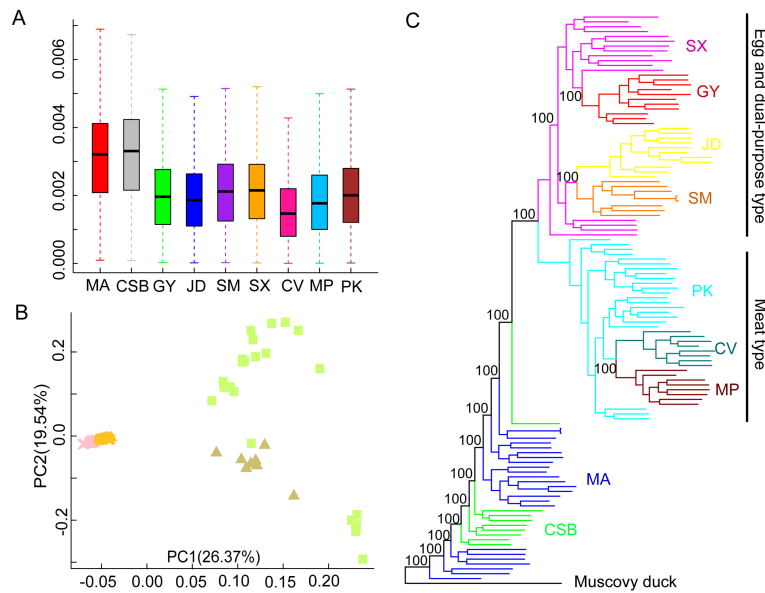 A
0.006
0.004
0.002
0.000
MA CSB GY JD SM SX CV MP PK
B
PC2(19.54%)
0.2
0.0
-0.2
PC1(26.37%)
-0.05 0.00 0.05 0.10 0.15 0.20
C
SX
GY
JD
SM
PK
CV
MP
MA
CSB
Muscovy duck
100
100
100
100
100
100
100
100
100
100
100
100
100
Egg and dual-purpose type
Meat type